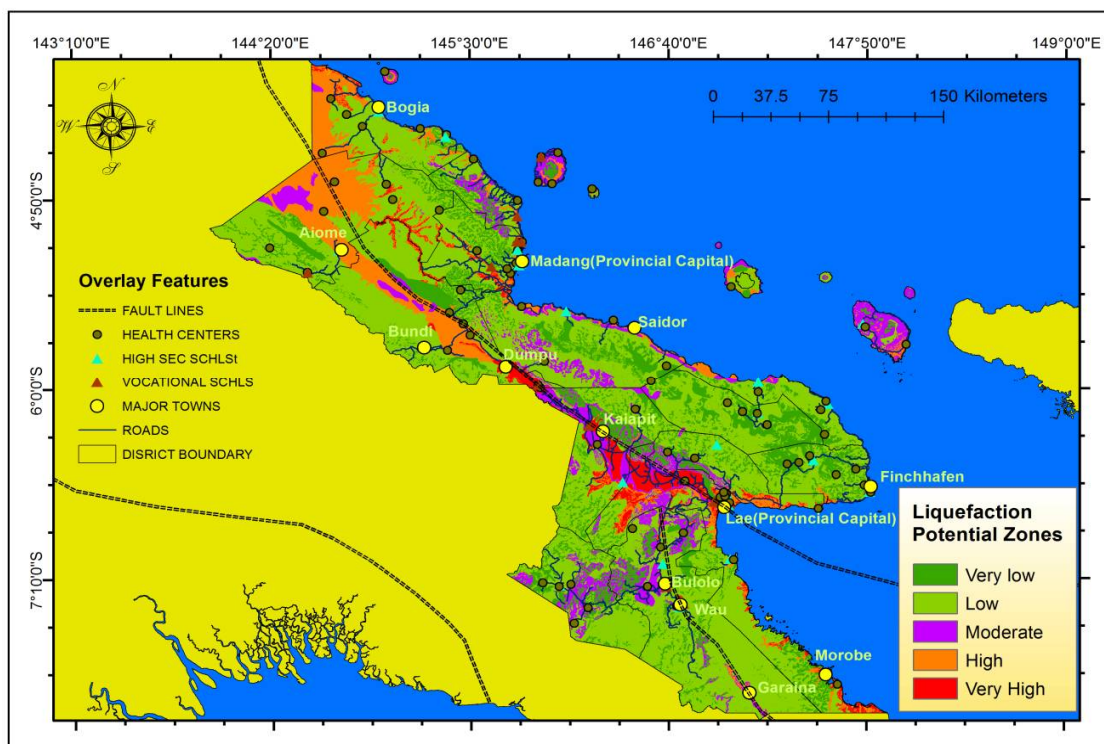 143°10'0"E 144°20'0"E 145°30'0"E 146°40'0"E 147°50'0"E 149°0'0"E
N
W E
S
0 37.5 75 150 Kilometers
4°50'0"S
6°0'0"S
7°10'0"S
Bogia
Aiome
Madang(Provincial Capital)
Saidor
Bundi
Dumpu
Kaiapit
Finchhafen
Lae(Provincial Capital)
Bulolo
Wau
Morobe
Garaina
Overlay Features
FAULT LINES
HEALTH CENTERS
HIGH SEC SCHLSt
VOCATIONAL SCHLS
MAJOR TOWNS
ROADS
DISRICT BOUNDARY
Liquefaction
Potential Zones
Very low
Low
Moderate
High
Very High